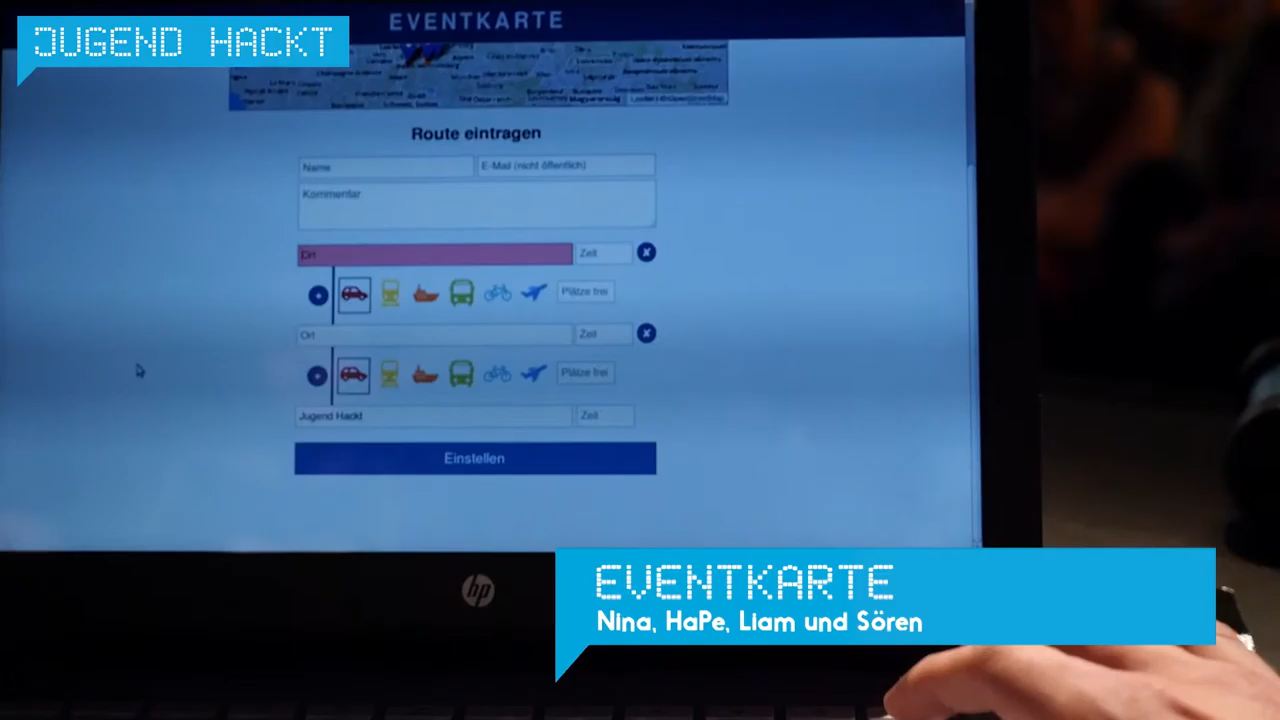 JUGEND HACKT
EVENTKARTE
Route eintragen
Name
E-Mail (nicht öffentlich)
Kommentar
Ort
Zeit
Plätze frei
Ort
Zeit
Plätze frei
Jugend Hackt
Zeit
Einstellen
hp
EVENTKARTE
Nina, HaPe, Liam und Sören